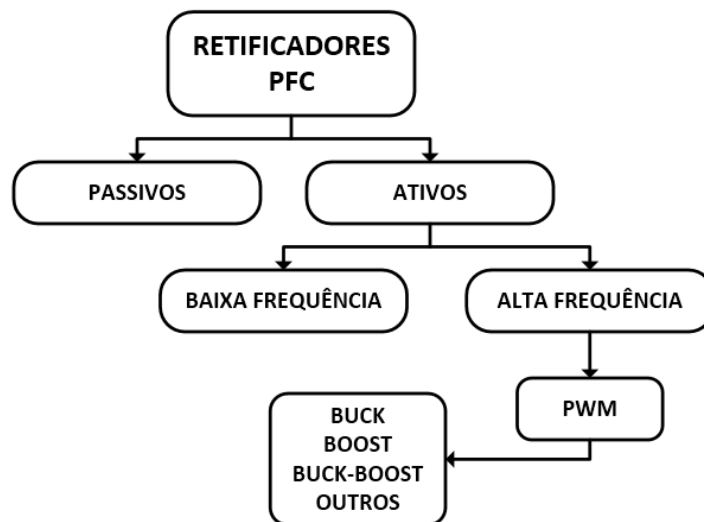 RETIFICADORES
PFC
PASSIVOS
ATIVOS
BAIXA FREQUÊNCIA
ALTA FREQUÊNCIA
PWM
BUCK
BOOST
BUCK-BOOST
OUTROS